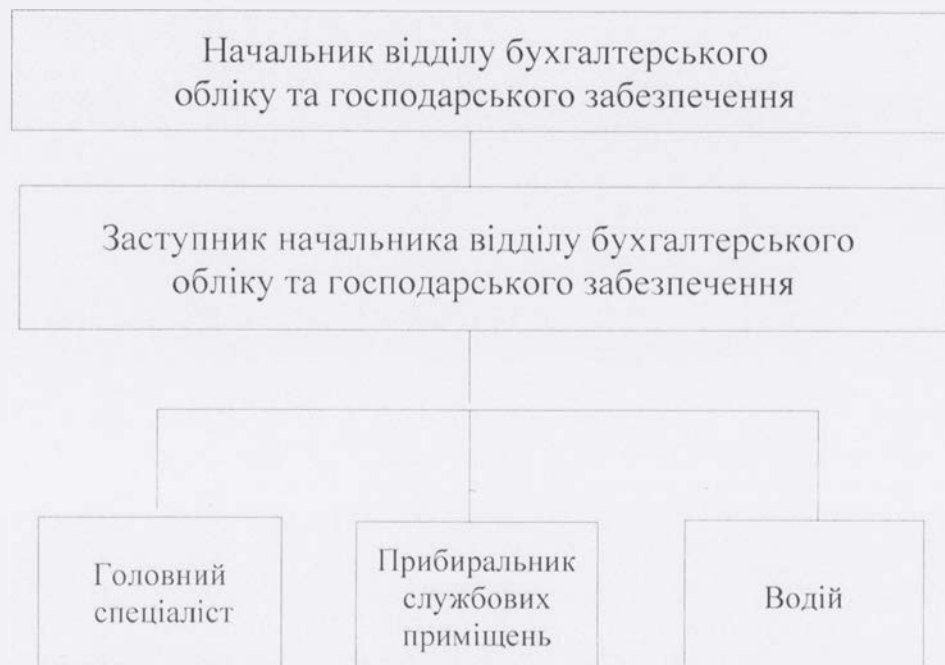 Начальник відділу бухгалтерського
обліку та господарського забезпечення
Заступник начальника відділу бухгалтерського
обліку та господарського забезпечення
Головний
спеціаліст
Прибиральник
службових
приміщень
Водій